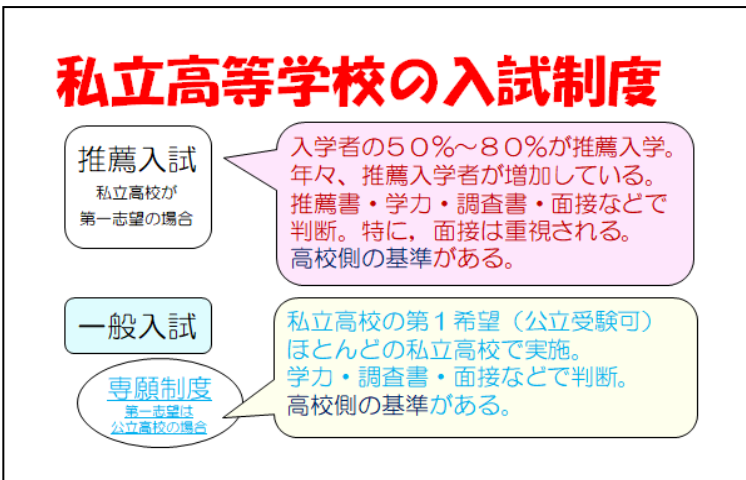 私立高等学校の入試制度
推薦入試
私立高校が
第一志望の場合
入学者の５０％～８０％が推薦入学。
年々、推薦入学者が増加している。
推薦書・学力・調査書・面接などで
判断。特に，面接は重視される。
高校側の基準がある。
一般入試
専願制度
第一志望は
公立高校の場合
私立高校の第１希望（公立受験可）
ほとんどの私立高校で実施。
学力・調査書・面接などで判断。
高校側の基準がある。